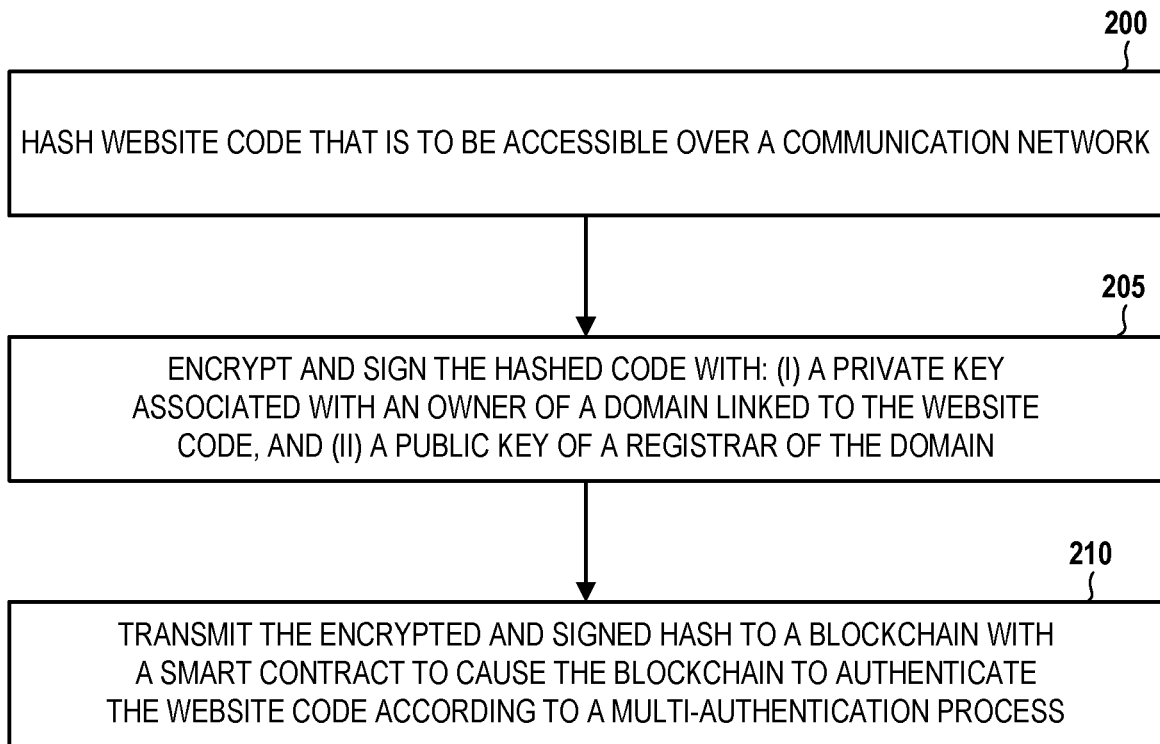 200
HASH WEBSITE CODE THAT IS TO BE ACCESSIBLE OVER A COMMUNICATION NETWORK
205
ENCRYPT AND SIGN THE HASHED CODE WITH: (I) A PRIVATE KEY
ASSOCIATED WITH AN OWNER OF A DOMAIN LINKED TO THE WEBSITE
CODE, AND (II) A PUBLIC KEY OF A REGISTRAR OF THE DOMAIN
210
TRANSMIT THE ENCRYPTED AND SIGNED HASH TO A BLOCKCHAIN WITH
A SMART CONTRACT TO CAUSE THE BLOCKCHAIN TO AUTHENTICATE
THE WEBSITE CODE ACCORDING TO A MULTI-AUTHENTICATION PROCESS